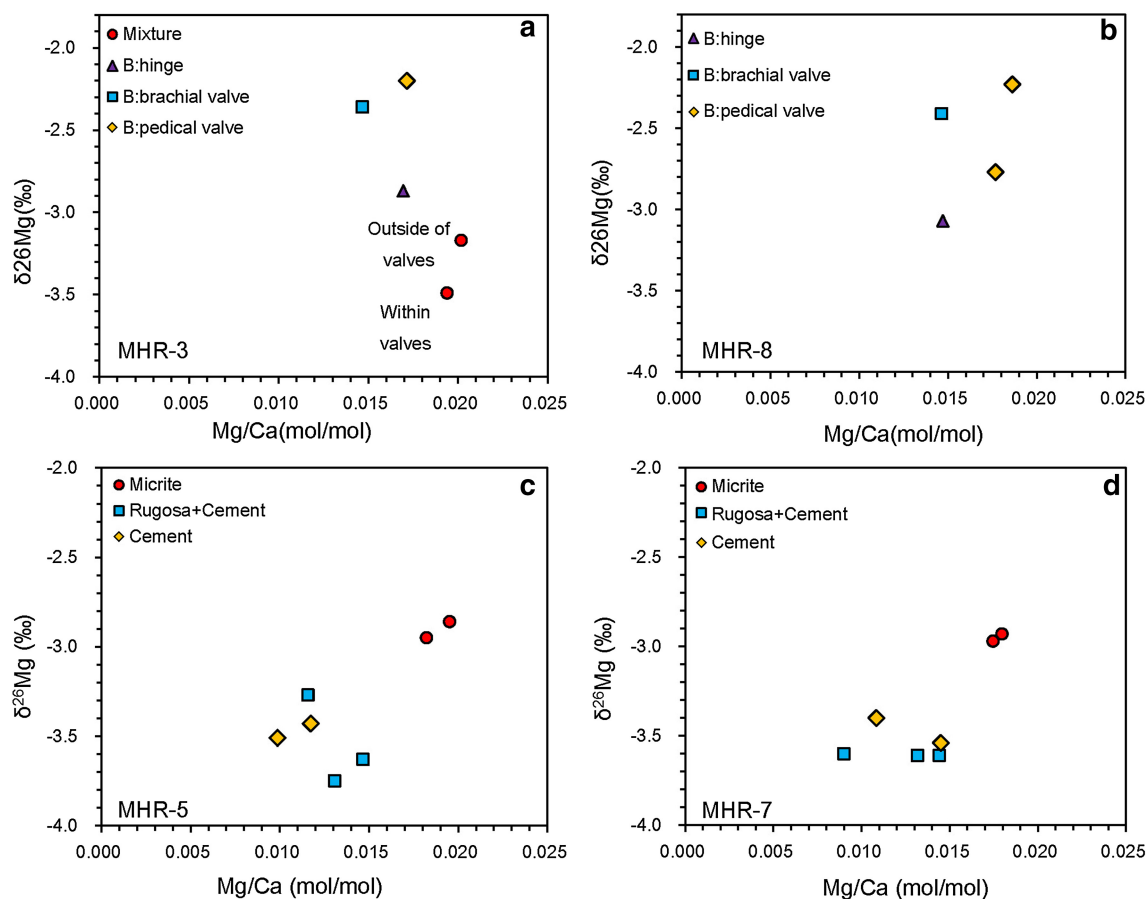 a
Mixture
B:hinge
B:brachial valve
B:pedical valve
-2.0
-2.5
-3.0
-3.5
-4.0
δ26Mg(‰)
Outside of
valves
Within
valves
MHR-3
0.000 0.005 0.010 0.015 0.020 0.025
Mg/Ca(mol/mol)
b
B:hinge
B:brachial valve
B:pedical valve
-2.0
-2.5
-3.0
-3.5
-4.0
δ26Mg(‰)
MHR-8
0.000 0.005 0.010 0.015 0.020 0.025
Mg/Ca(mol/mol)
c
Micrite
Rugosa+Cement
Cement
-2.0
-2.5
-3.0
-3.5
-4.0
δ²⁶Mg (‰)
MHR-5
0.000 0.005 0.010 0.015 0.020 0.025
Mg/Ca (mol/mol)
d
Micrite
Rugosa+Cement
Cement
-2.0
-2.5
-3.0
-3.5
-4.0
δ²⁶Mg (‰)
MHR-7
0.000 0.005 0.010 0.015 0.020 0.025
Mg/Ca (mol/mol)